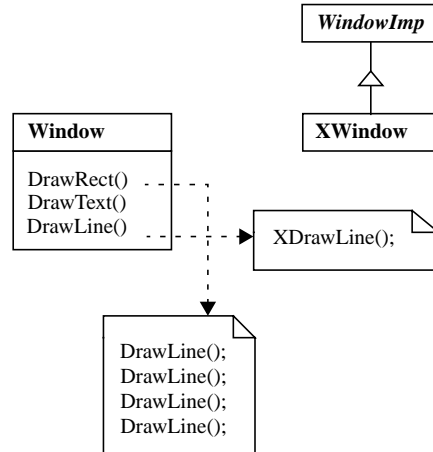 WindowImp
XWindow
Window
DrawRect()
DrawText()
DrawLine()
XDrawLine();
DrawLine();
DrawLine();
DrawLine();
DrawLine();